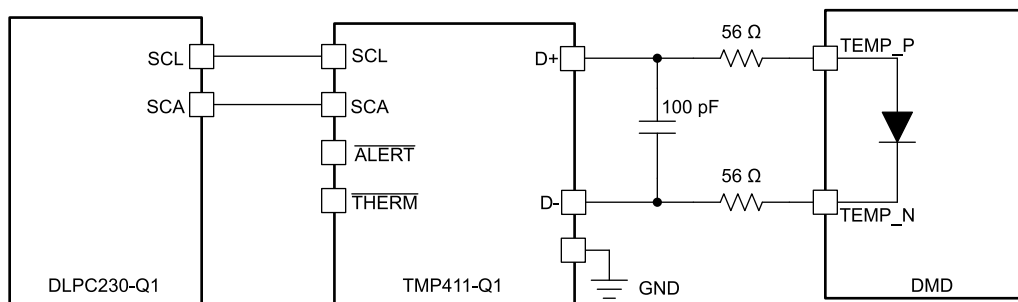 SCL
SCA
DLPC230-Q1
SCL
SCA
ALERT
THERM
D+
D-
GND
TMP411-Q1
56 Ω
100 pF
56 Ω
TEMP_P
TEMP_N
DMD